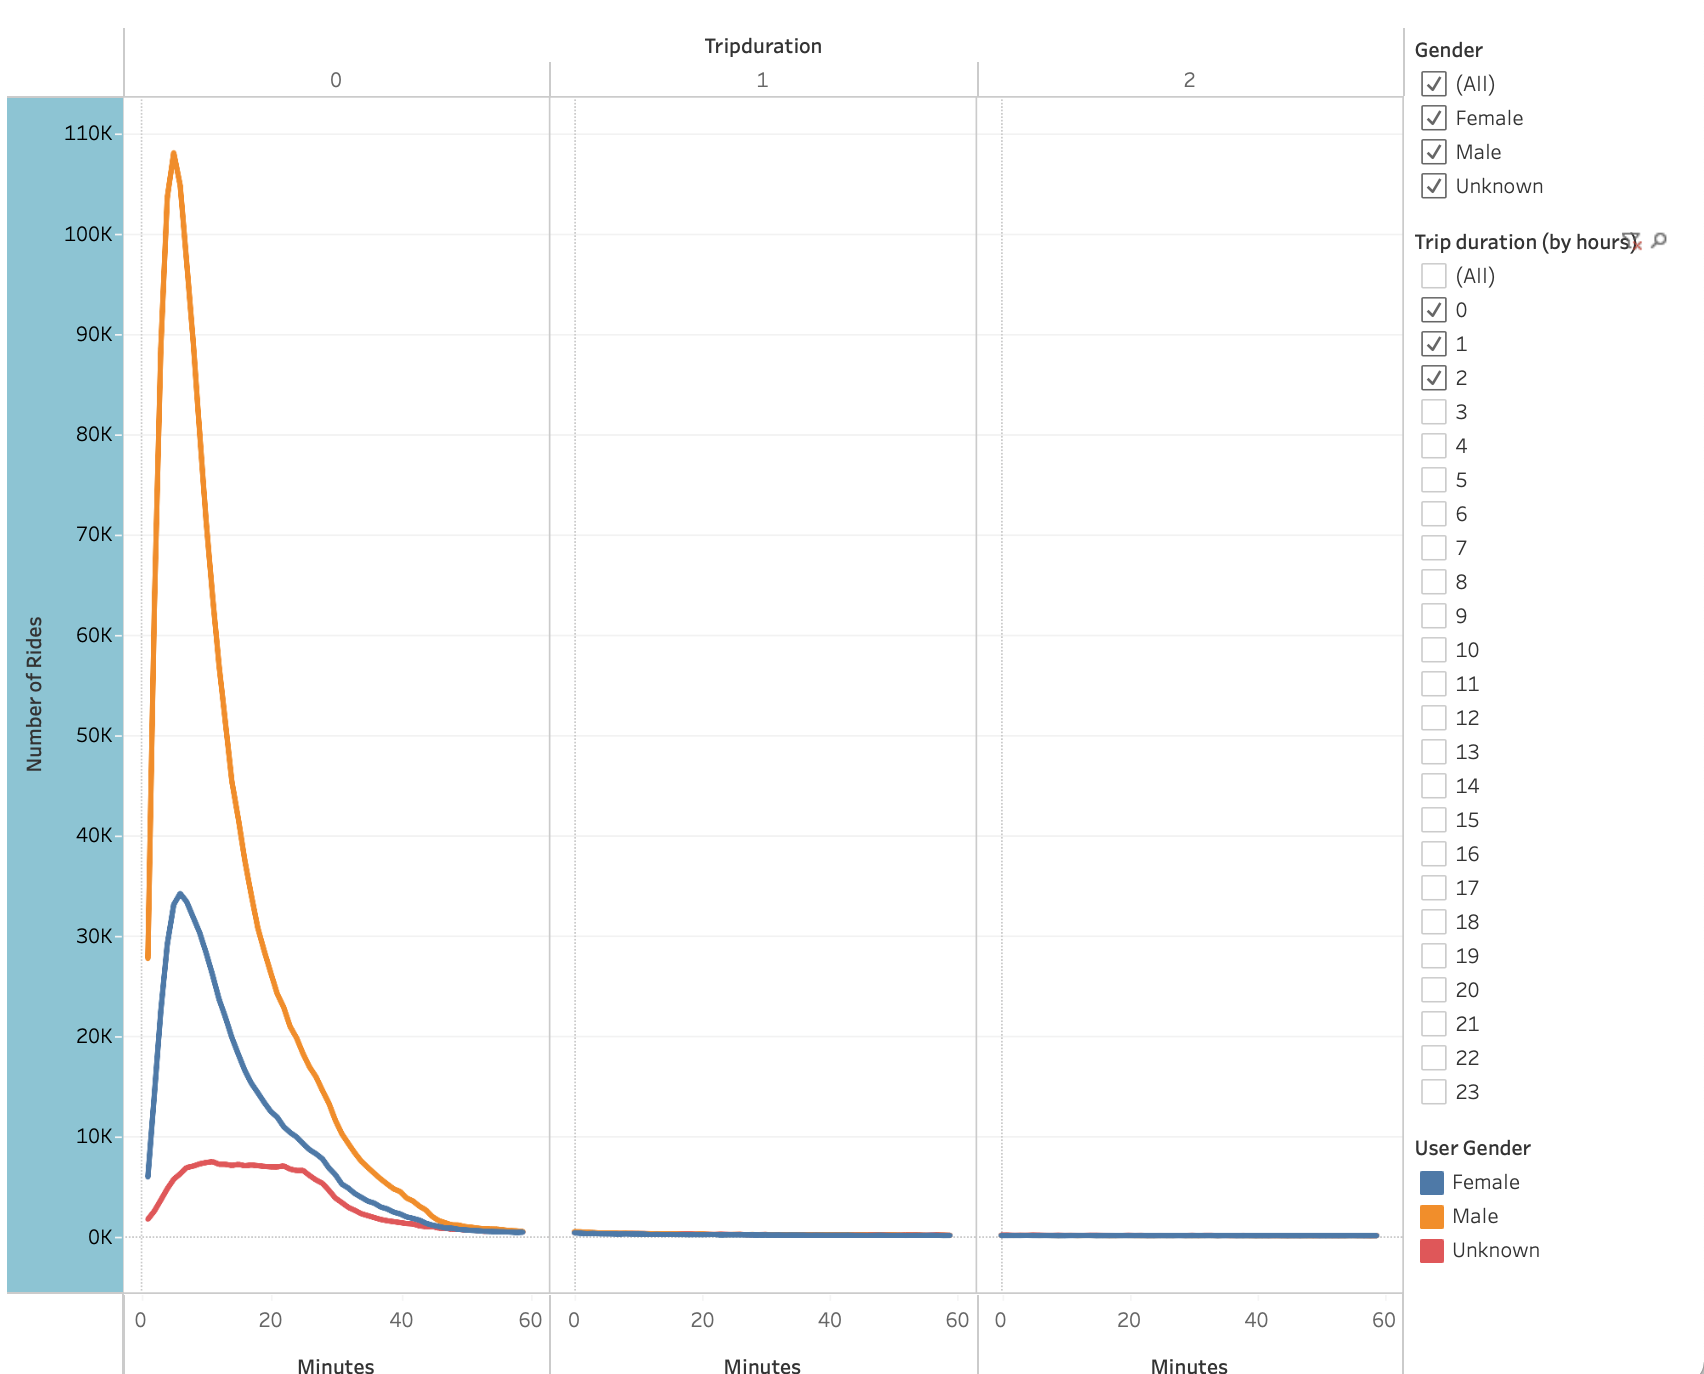 Tripduration
0 1 2
Number of Rides
110K
100K
90K
80K
70K
60K
50K
40K
30K
20K
10K
0K
0 20 40 60 0 20 40 60 0 20 40 60
Minutes Minutes Minutes
Gender
(All)
Female
Male
Unknown
Trip duration (by hours)
(All)
0
1
2
3
4
5
6
7
8
9
10
11
12
13
14
15
16
17
18
19
20
21
22
23
User Gender
Female
Male
Unknown